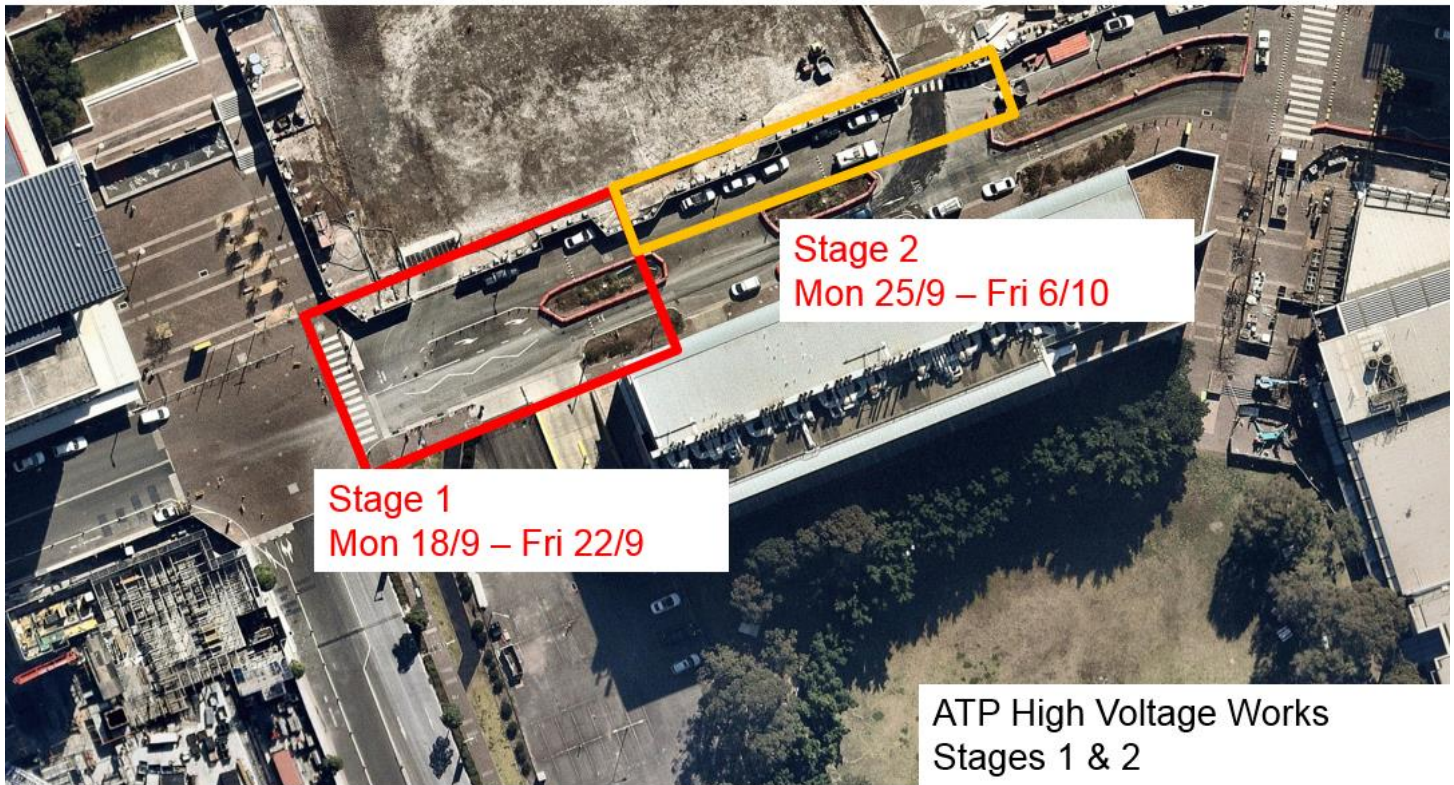 Stage 2
Mon 25/9 – Fri 6/10
Stage 1
Mon 18/9 – Fri 22/9
ATP High Voltage Works
Stages 1 & 2